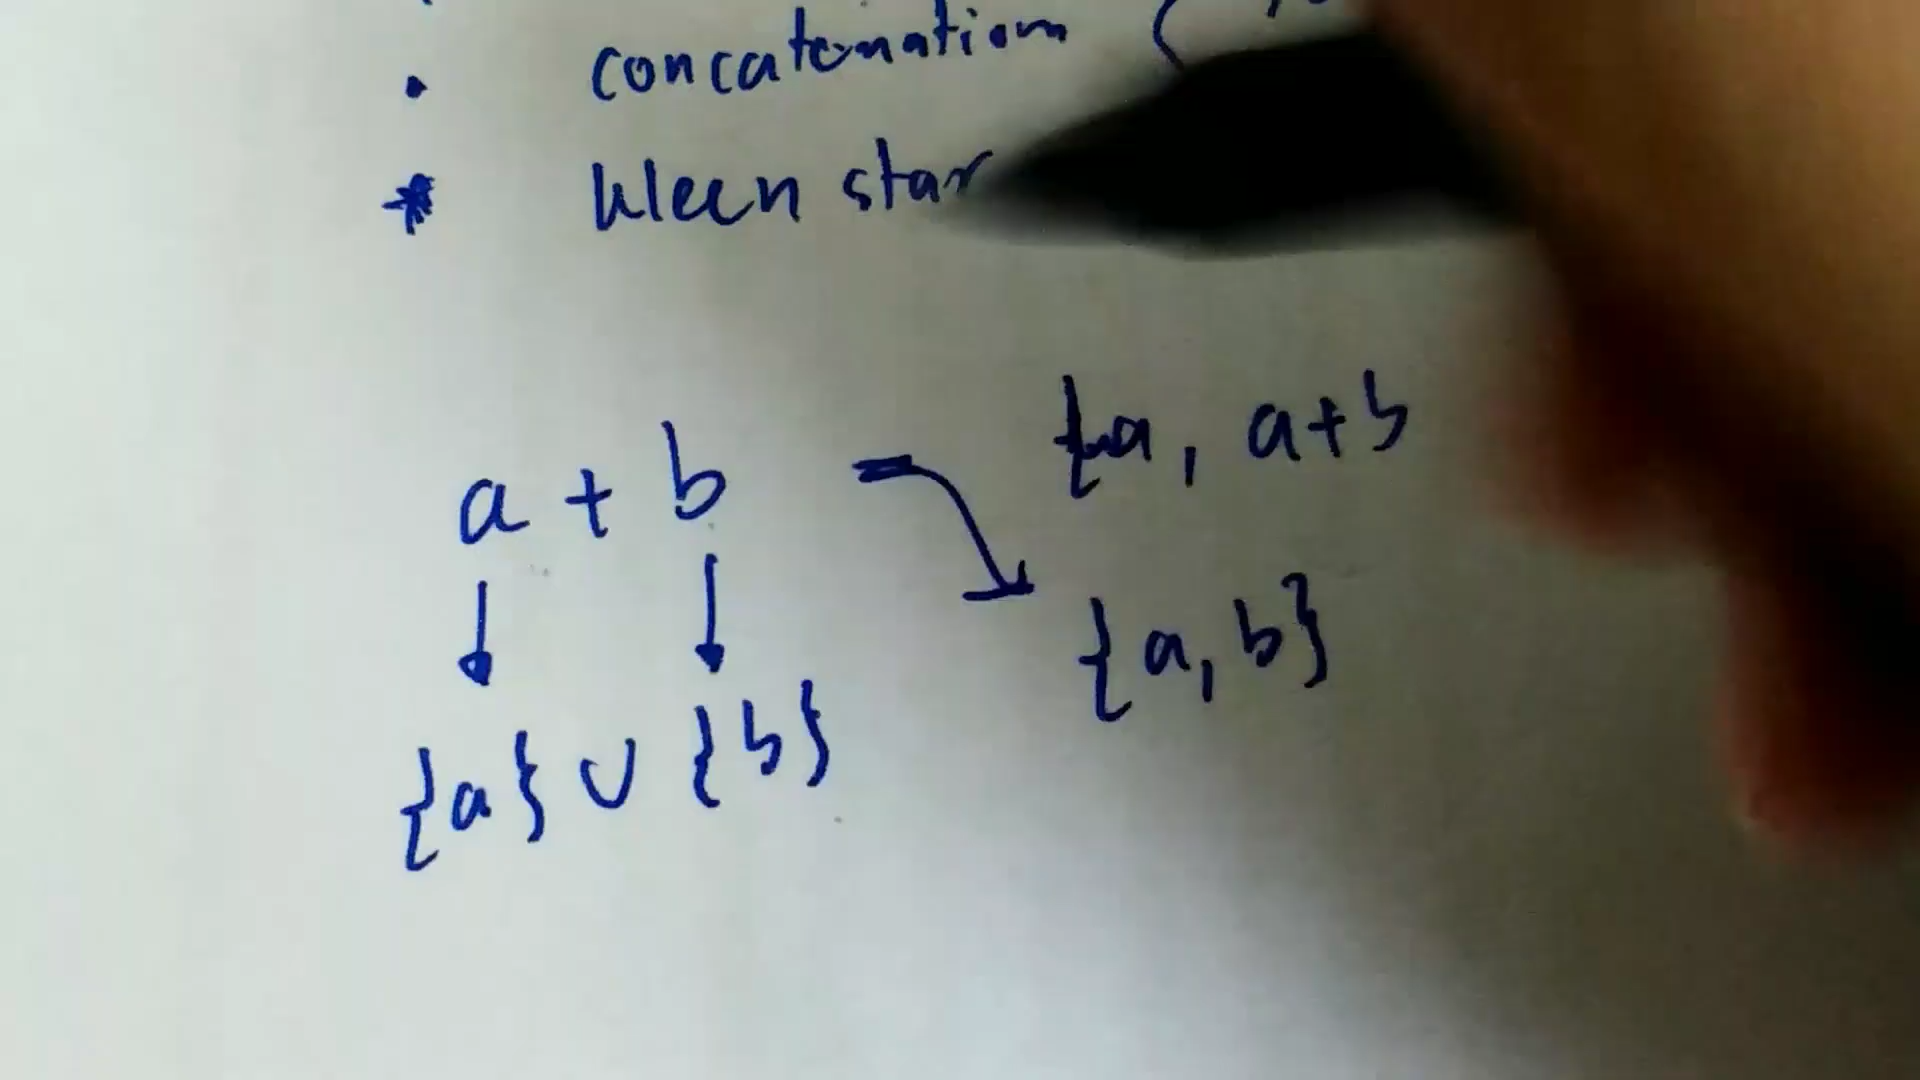 • concatenation (
* kleen star
{a, a+b
a + b
{a, b}
{a} ∪ {b}